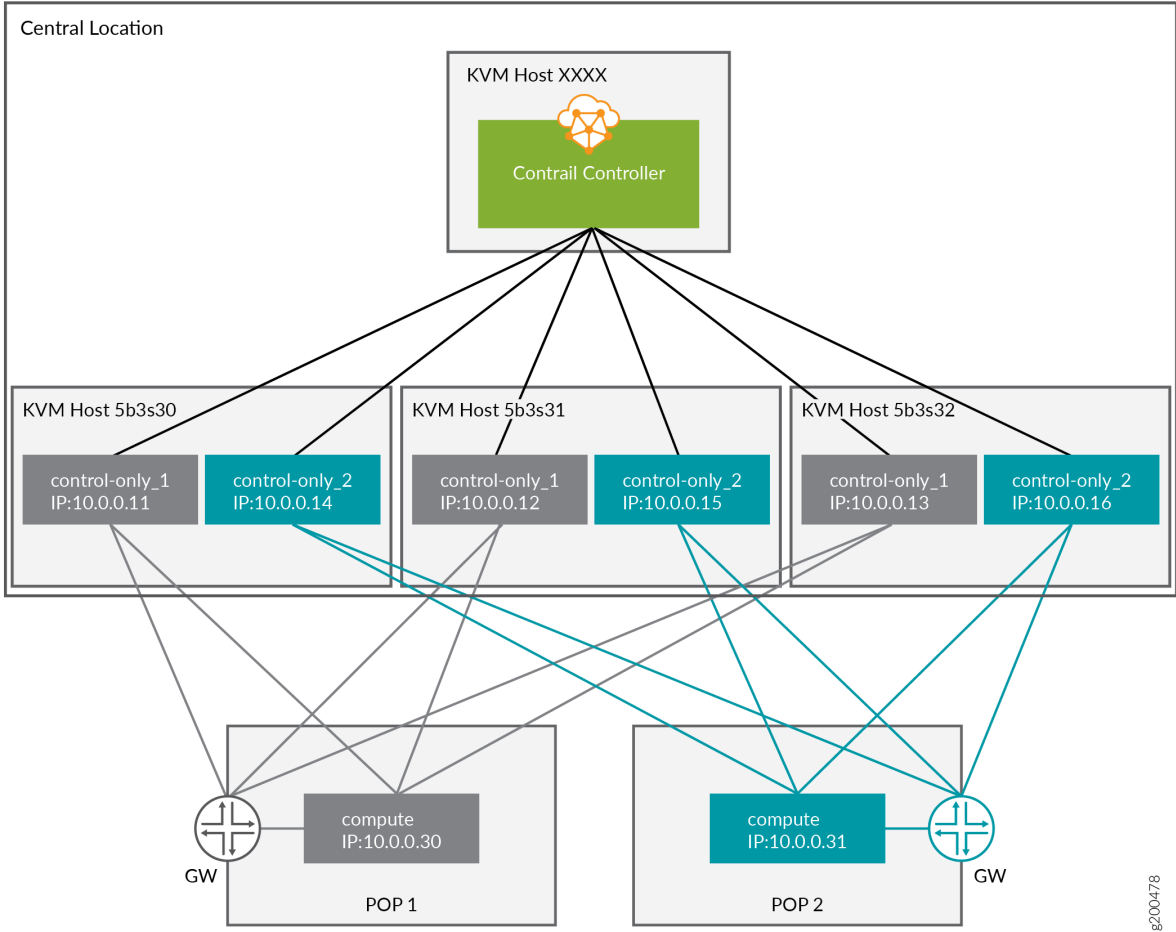 Central Location
KVM Host XXXX
Contrail Controller
KVM Host 5b3s30
control-only_1
IP:10.0.0.11
control-only_2
IP:10.0.0.14
KVM Host 5b3s31
control-only_1
IP:10.0.0.12
control-only_2
IP:10.0.0.15
KVM Host 5b3s32
control-only_1
IP:10.0.0.13
control-only_2
IP:10.0.0.16
compute
IP:10.0.0.30
GW
POP 1
compute
IP:10.0.0.31
GW
POP 2
g200478